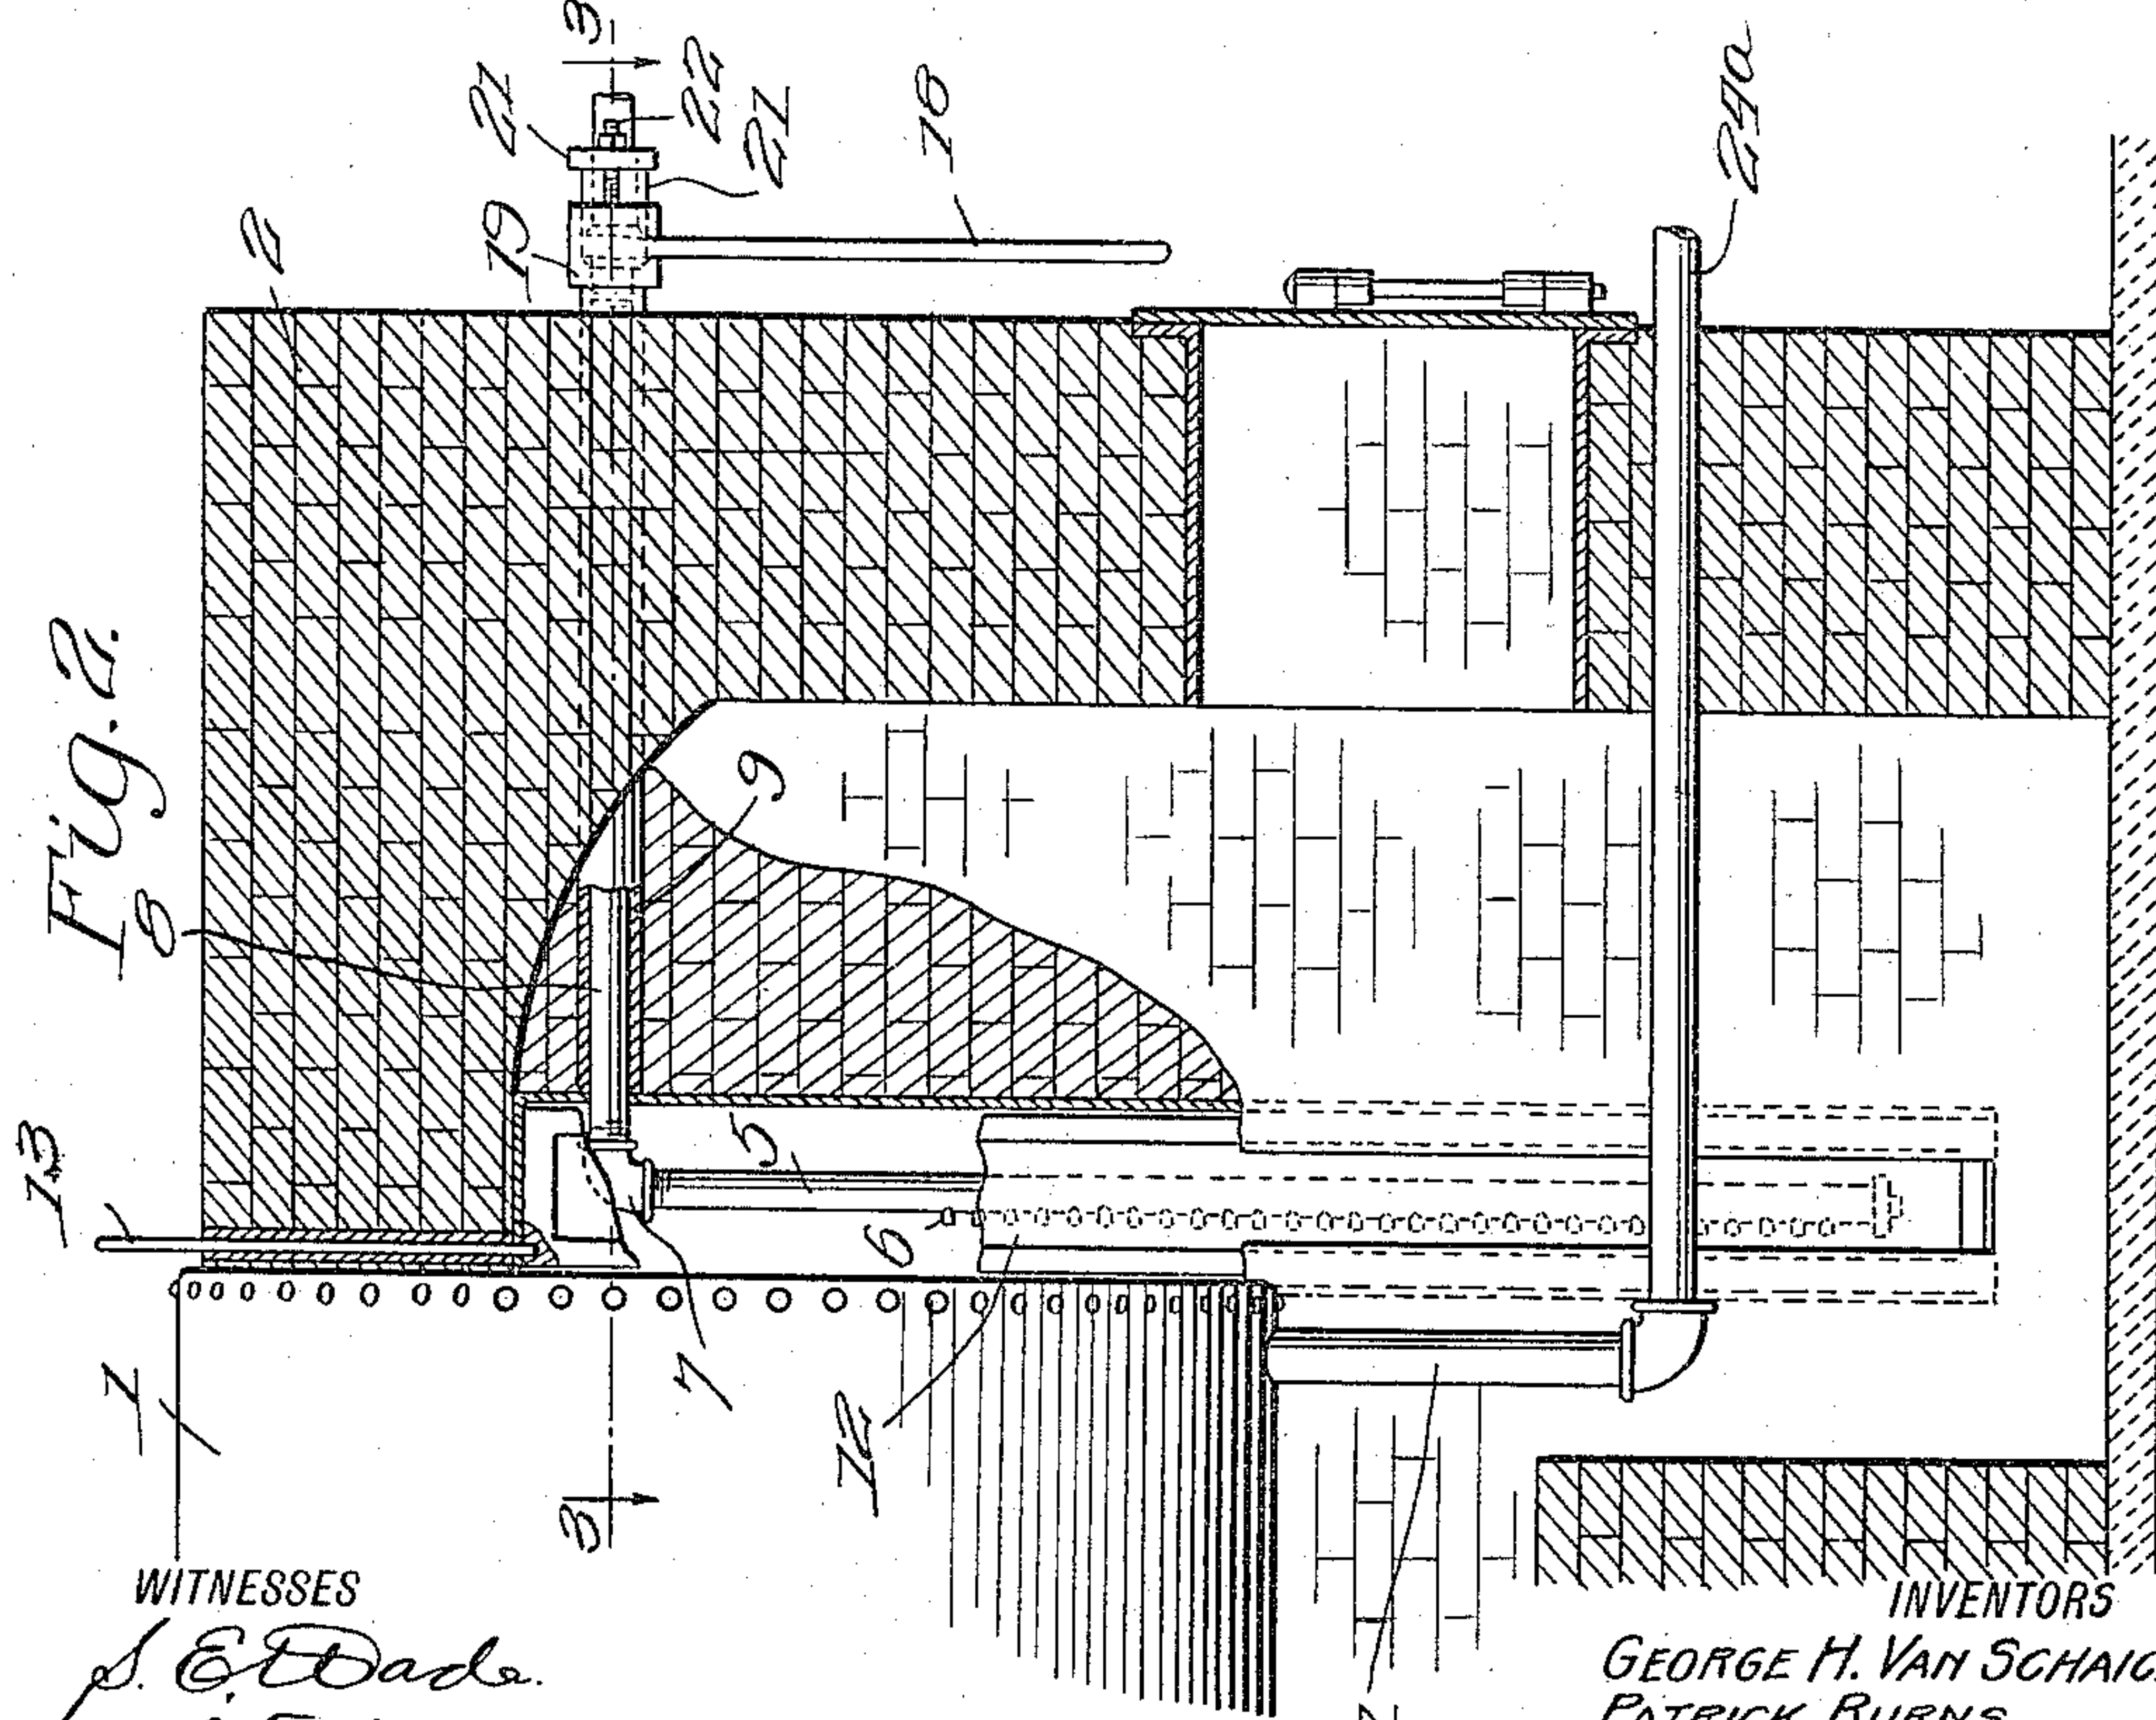 Fig. 2.
13
8
2
19
21
3
22
21
18
24a
9
5
6
7
1
12
3
WITNESSES
INVENTORS
GEORGE H. VAN SCHAIC
PATRICK BURNS